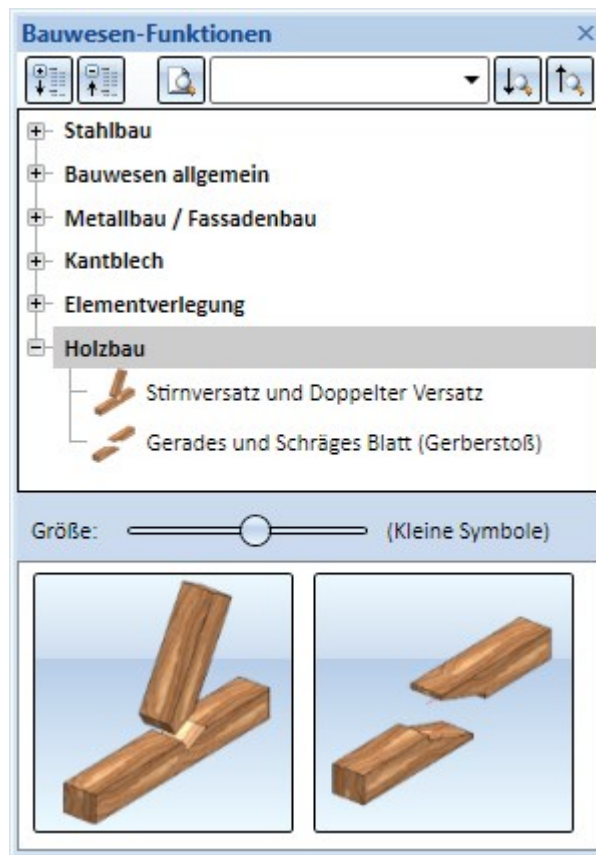 Bauwesen-Funktionen
Stahlbau
Bauwesen allgemein
Metallbau / Fassadenbau
Kantblech
Elementverlegung
Holzbau
Stirnversatz und Doppelter Versatz
Gerades und Schräges Blatt (Gerberstoß)
Größe: (Kleine Symbole)